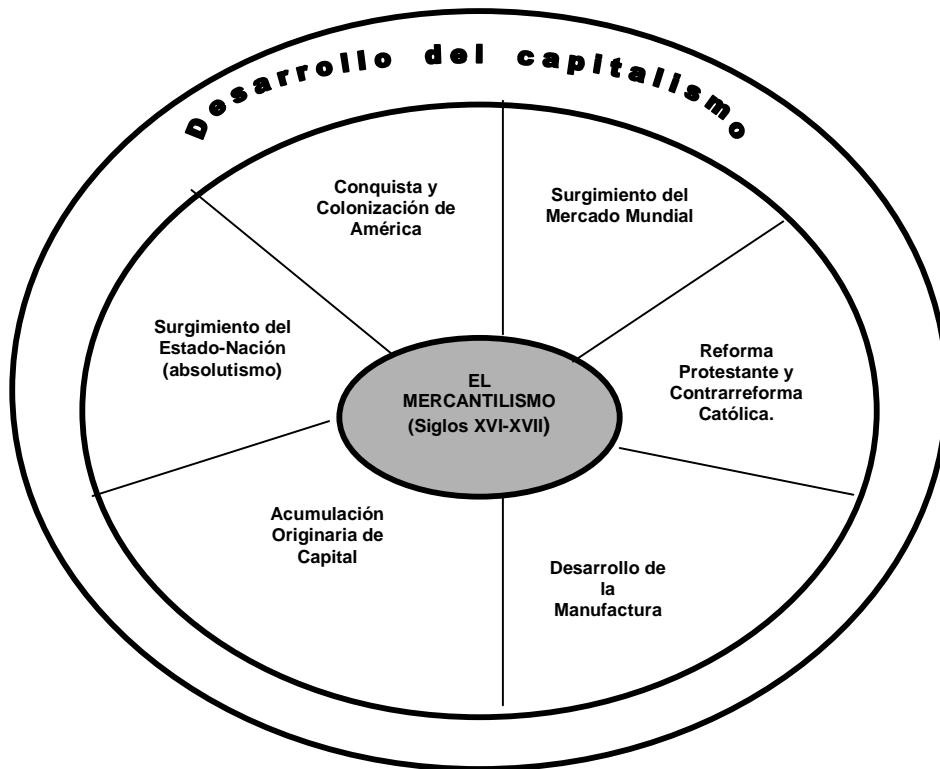 Desarrollo del capitalismo
Conquista y
Colonización de
América
Surgimiento del
Mercado Mundial
Surgimiento del
Estado-Nación
(absolutismo)
Reforma
Protestante y
Contrarreforma
Católica.
EL
MERCANTILISMO
(Siglos XVI-XVII)
Acumulación
Originaria de
Capital
Desarrollo de
la
Manufactura